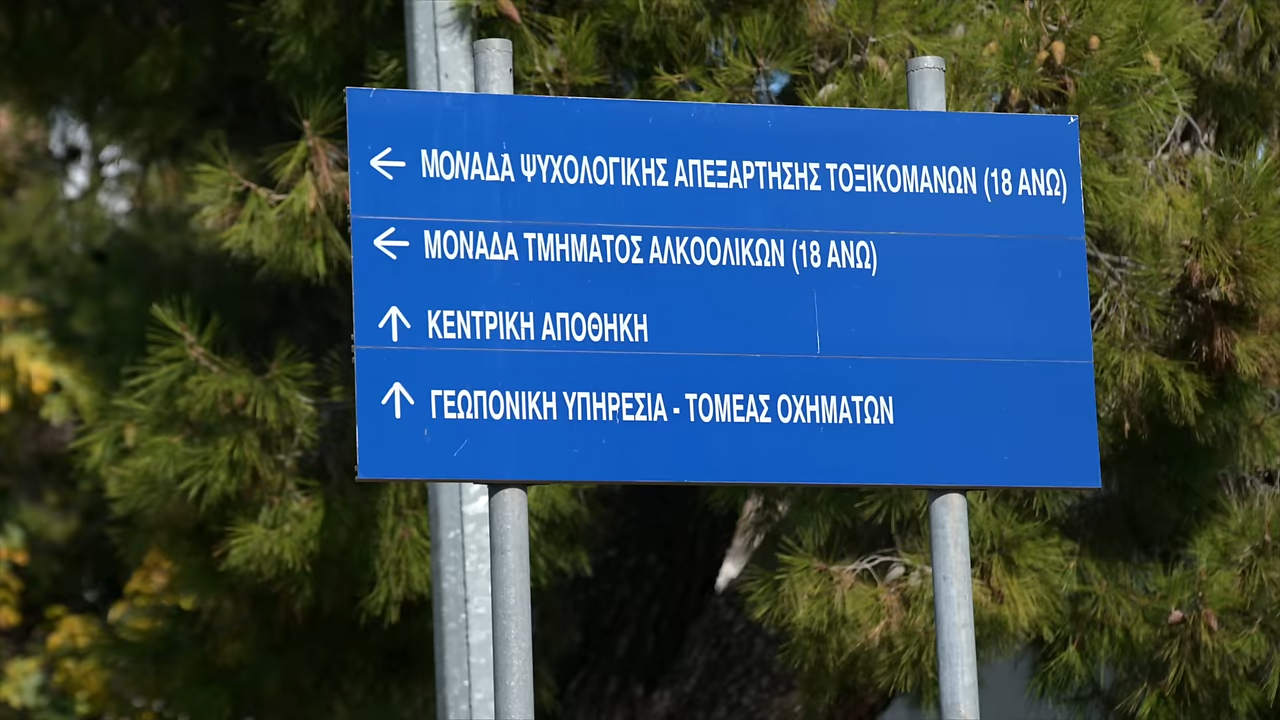 ← ΜΟΝΑΔΑ ΨΥΧΟΛΟΓΙΚΗΣ ΑΠΕΞΑΡΤΗΣΗΣ ΤΟΞΙΚΟΜΑΝΩΝ (18 ΑΝΩ)
← ΜΟΝΑΔΑ ΤΜΗΜΑΤΟΣ ΑΛΚΟΟΛΙΚΩΝ (18 ΑΝΩ)
↑ ΚΕΝΤΡΙΚΗ ΑΠΟΘΗΚΗ
↑ ΓΕΩΠΟΝΙΚΗ ΥΠΗΡΕΣΙΑ - ΤΟΜΕΑΣ ΟΧΗΜΑΤΩΝ